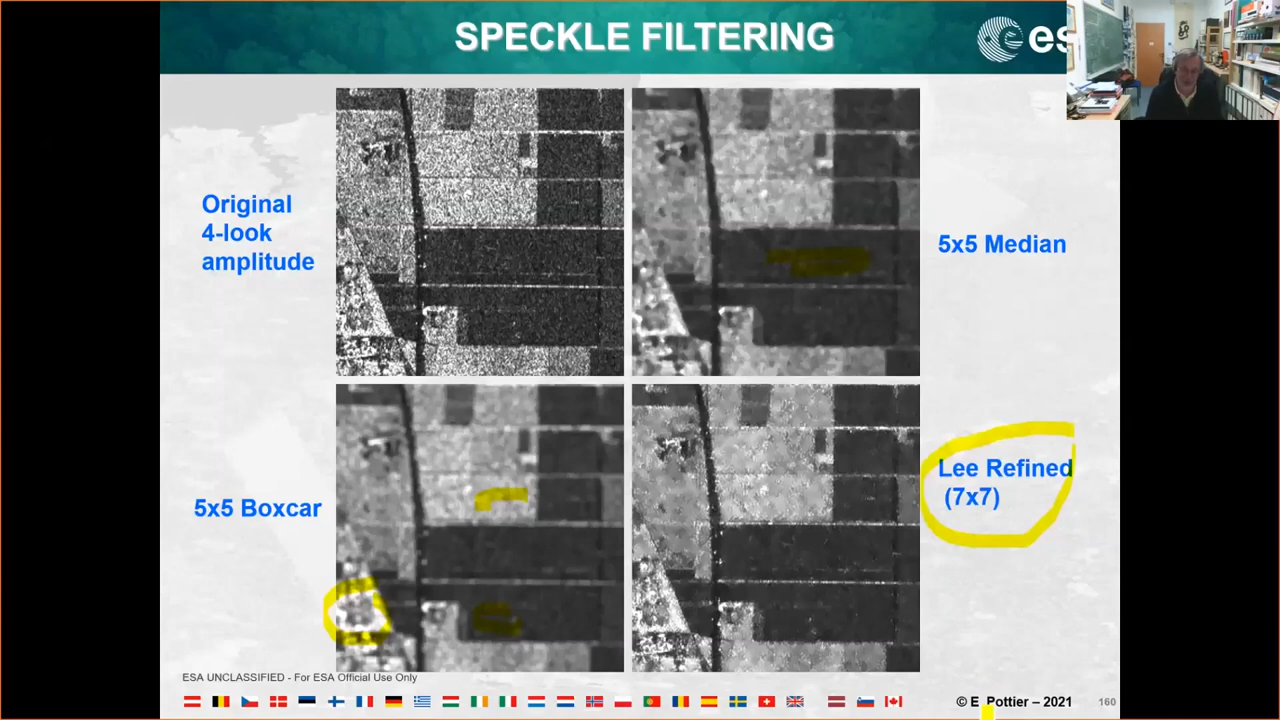 SPECKLE FILTERING
es
Original
4-look
amplitude
5x5 Median
5x5 Boxcar
Lee Refined
(7x7)
ESA UNCLASSIFIED - For ESA Official Use Only
© E. Pottier – 2021
160